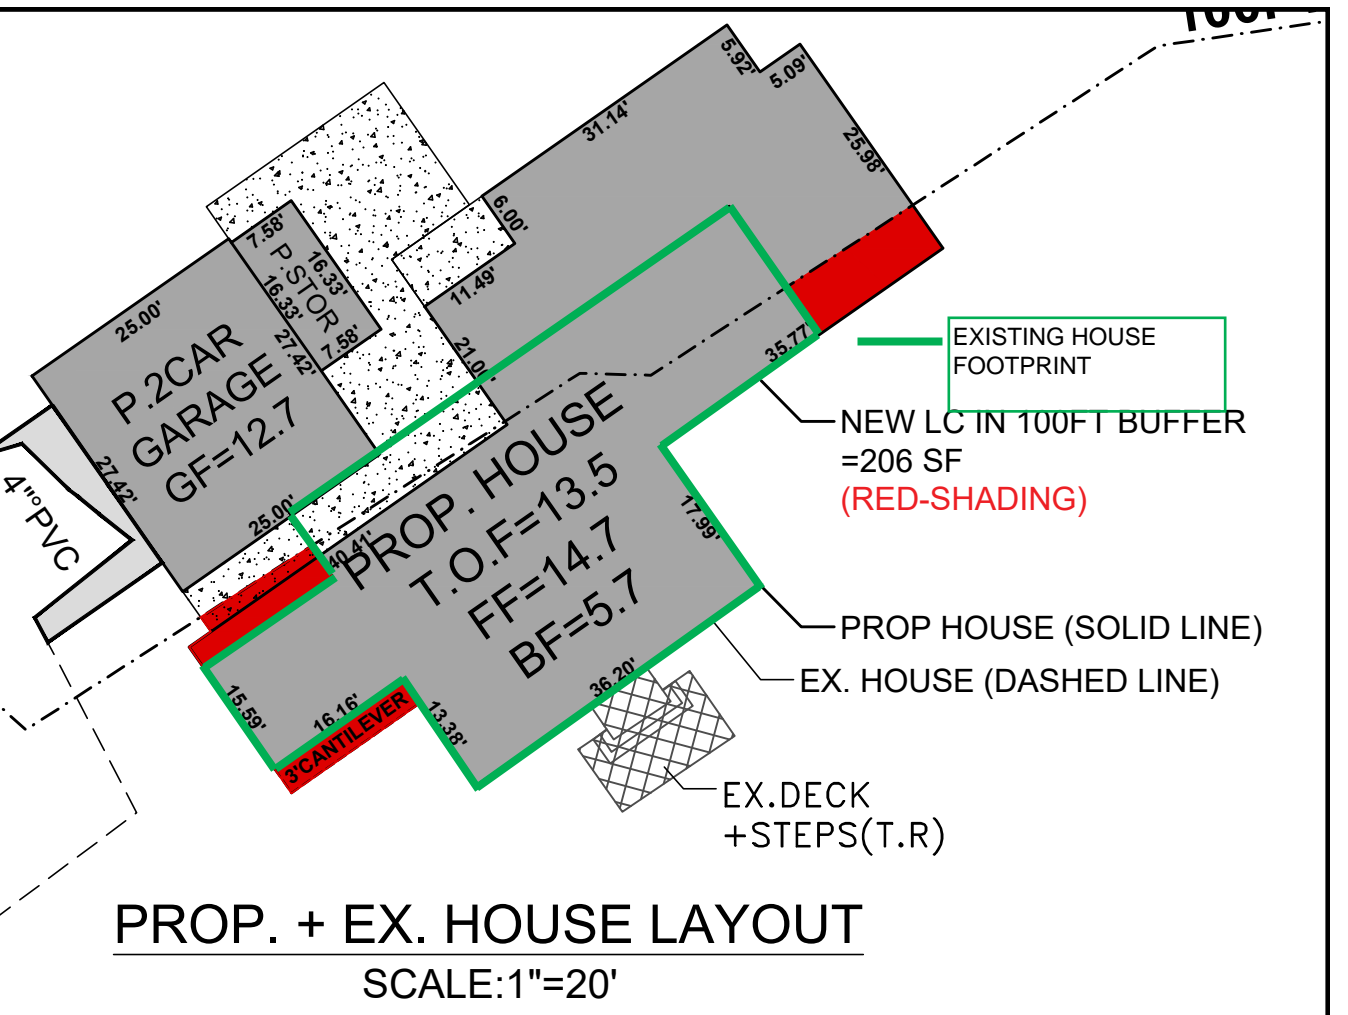 5.92'
5.09'
31.14'
25.98'
6.00'
7.58'
P.STOR
16.33'
16.33'
7.58'
11.49'
25.00'
27.42'
P.2CAR
GARAGE
GF=12.7
35.77'
EXISTING HOUSE
FOOTPRINT
NEW LC IN 100FT BUFFER
=206 SF
(RED-SHADING)
4"°PVC
27.42'
25.00'
40.41'
PROP. HOUSE
T.O.F=13.5
FF=14.7
BF=5.7
17.99'
PROP HOUSE (SOLID LINE)
EX. HOUSE (DASHED LINE)
15.59'
16.16'
3'CANTILEVER
13.38'
36.20'
EX.DECK
+STEPS(T.R)
PROP. + EX. HOUSE LAYOUT
SCALE:1"=20'